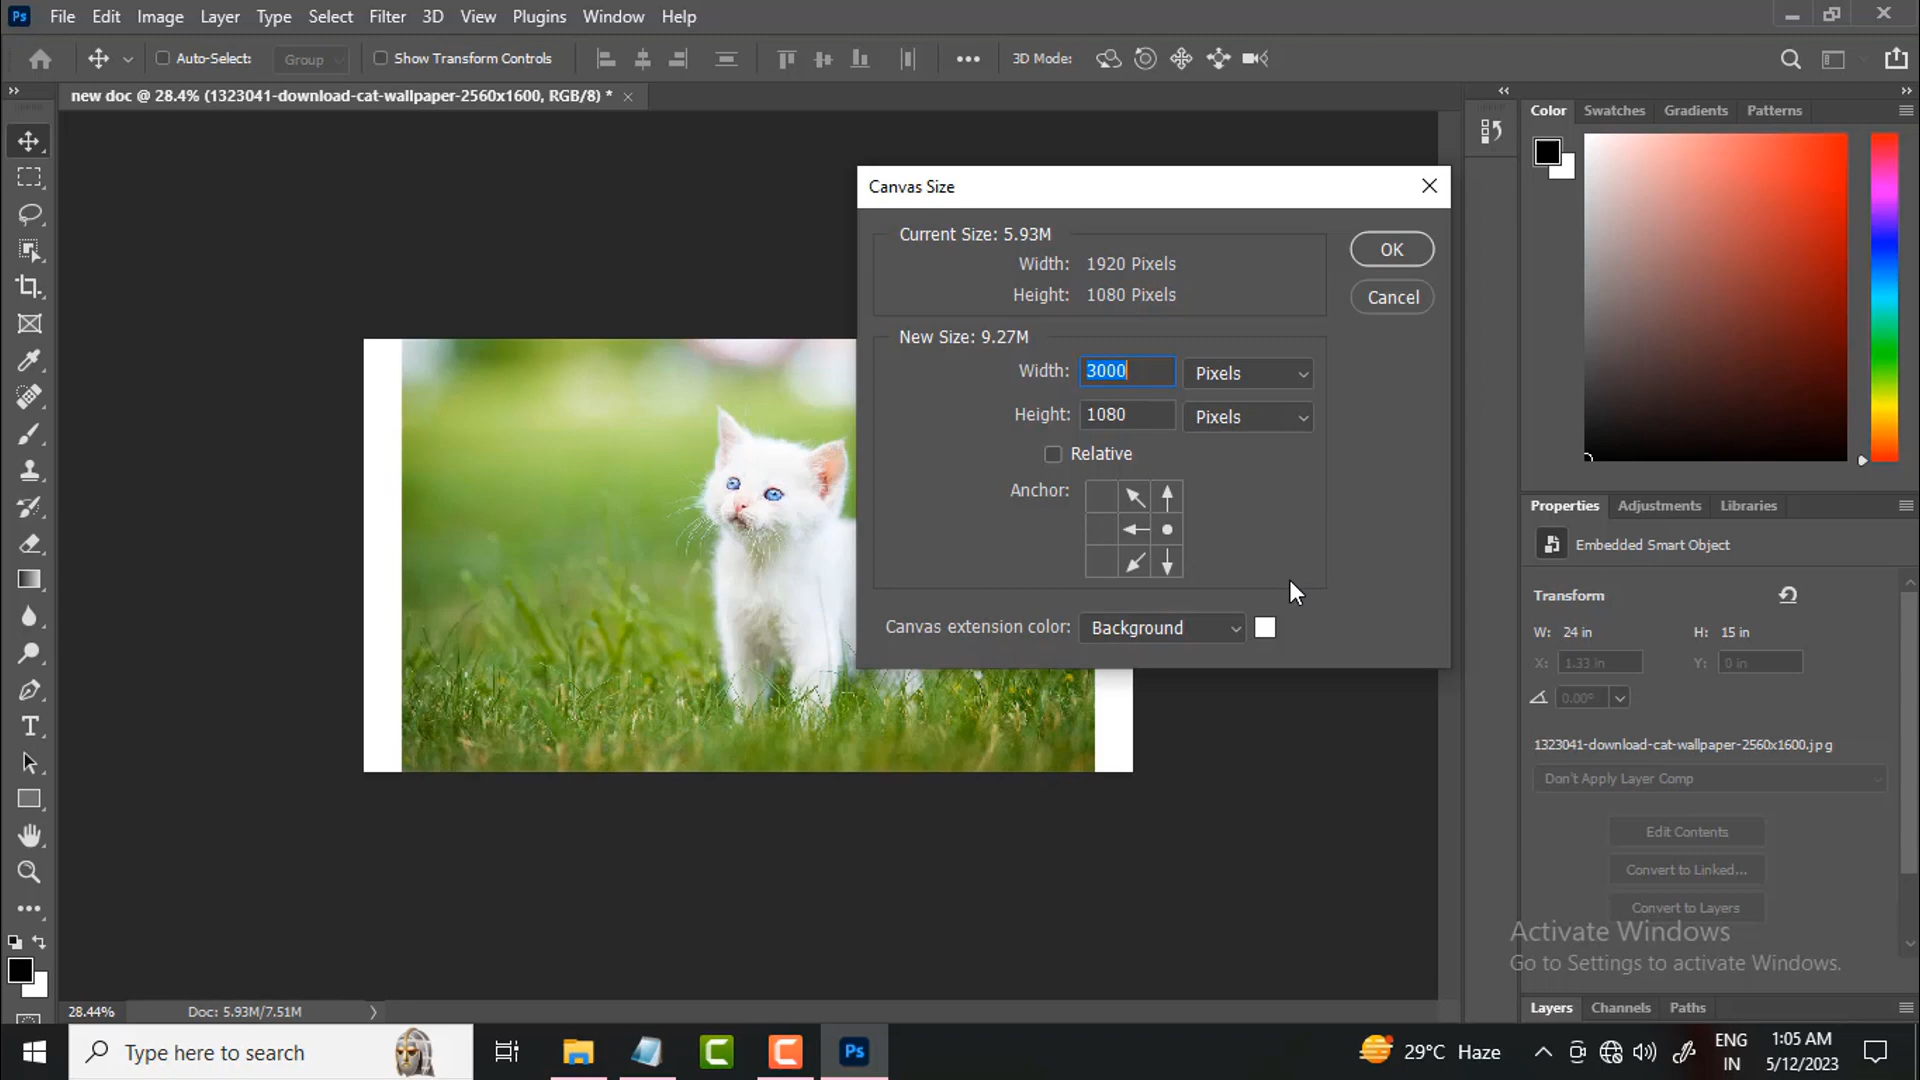 Ps File Edit Image Layer Type Select Filter 3D View Plugins Window Help
Auto-Select: Group Show Transform Controls 3D Mode:
new doc @ 28.4% (1323041-download-cat-wallpaper-2560x1600, RGB/8) *
Color Swatches Gradients Patterns
Canvas Size
Current Size: 5.93M
Width: 1920 Pixels
Height: 1080 Pixels
OK
Cancel
New Size: 9.27M
Width: 3000 Pixels
Height: 1080 Pixels
Relative
Anchor:
Canvas extension color: Background
Properties Adjustments Libraries
Embedded Smart Object
Transform
W: 24 in H: 15 in
X: 1.33 in Y: 0 in
0.00°
1323041-download-cat-wallpaper-2560x1600.jpg
Don't Apply Layer Comp
Edit Contents
Convert to Linked...
Convert to Layers
Activate Windows
Go to Settings to activate Windows.
28.44% Doc: 5.93M/7.51M
Layers Channels Paths
Type here to search
Ps
29°C Haze
ENG
IN
1:05 AM
5/12/2023